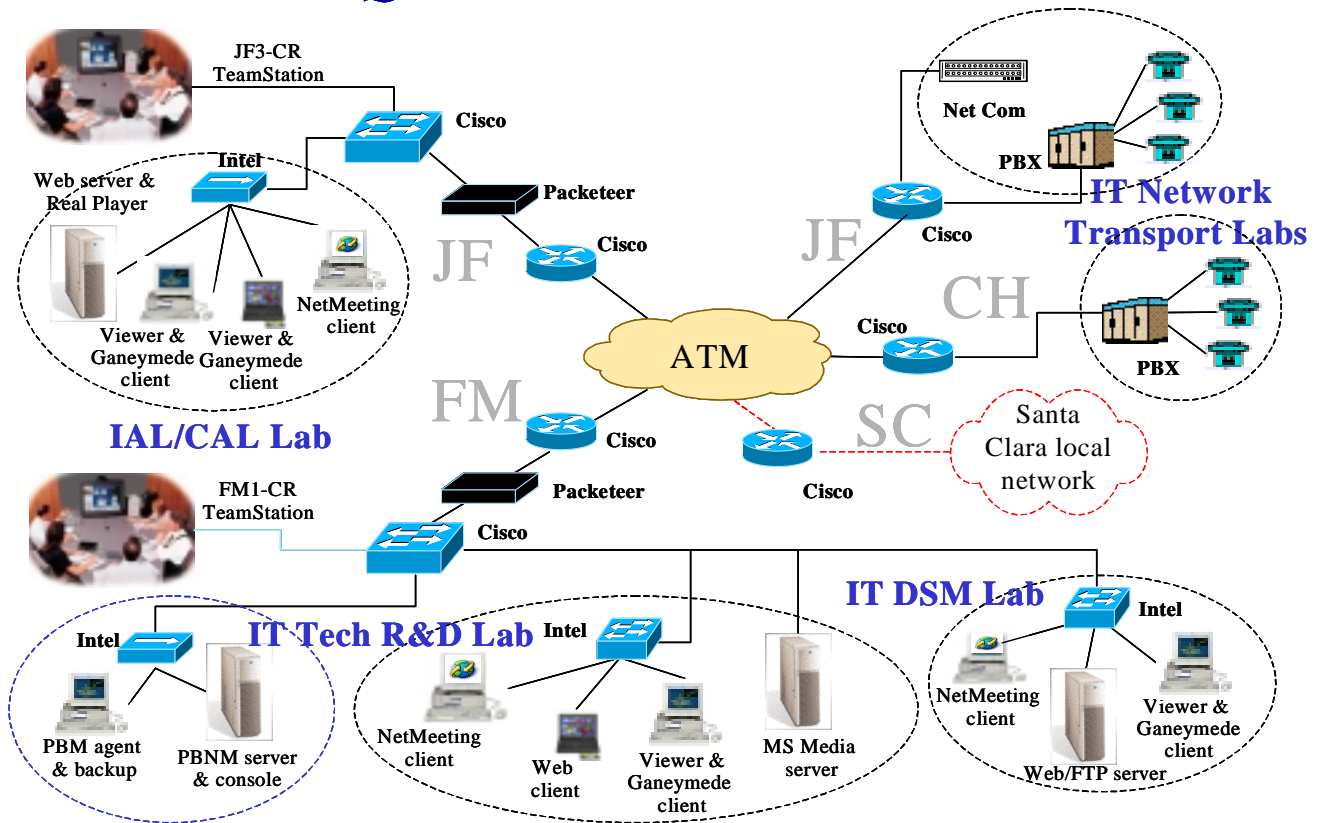 JF3-CR
TeamStation
Cisco
Intel
Web server &
Real Player
Packeteer
JF
Cisco
NetMeeting
client
Viewer &
Ganeymede
client
Viewer &
Ganeymede
client
IAL/CAL Lab
Net Com
PBX
IT Network
Transport Labs
JF
Cisco
CH
Cisco
PBX
ATM
FM
Cisco
SC
Cisco
Santa
Clara local
network
Packeteer
FM1-CR
TeamStation
Cisco
Intel
IT Tech R&D Lab
Intel
IT DSM Lab
Intel
PBM agent
& backup
PBNM server
& console
NetMeeting
client
Web
client
Viewer &
Ganeymede
client
MS Media
server
NetMeeting
client
Web/FTP server
Viewer &
Ganeymede
client